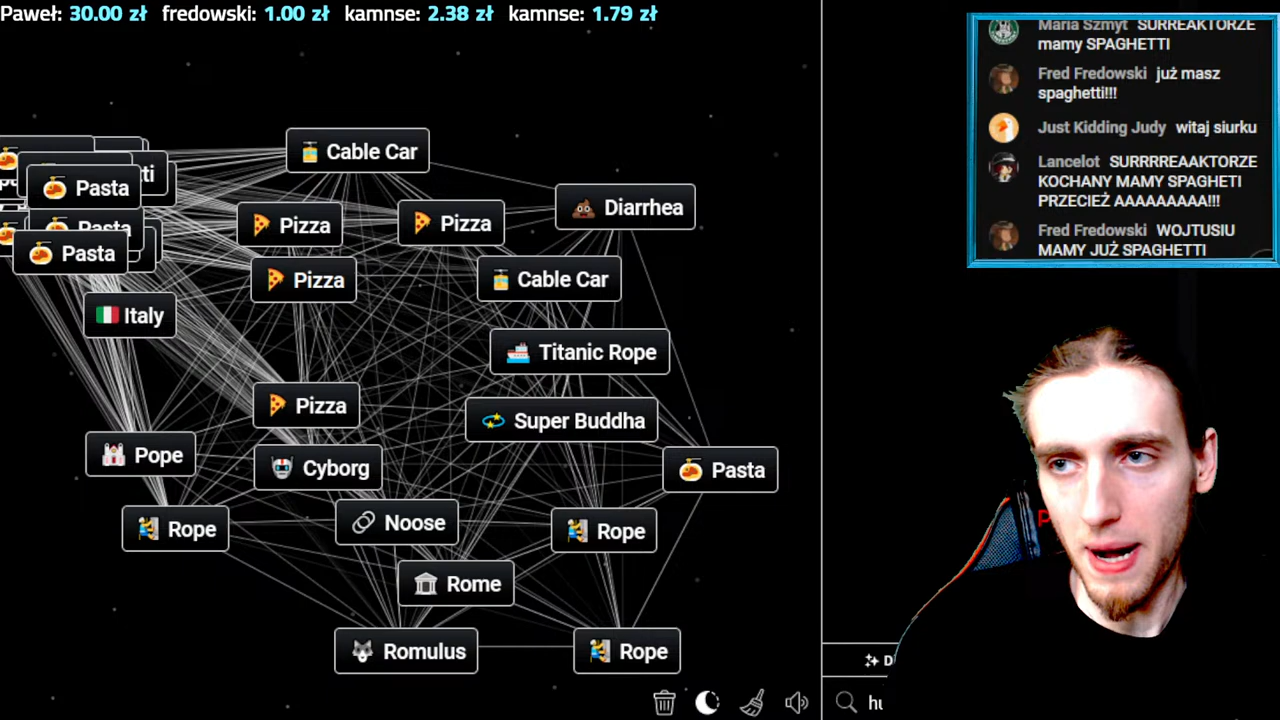 Paweł: 30.00 zł fredowski: 1.00 zł kamnse: 2.38 zł kamnse: 1.79 zł
Maria Szmyt SURREAKTORZE
mamy SPAGHETTI
Fred Fredowski już masz
spaghetti!!!
Just Kidding Judy witaj siurku
Lancelot SURRRREAAKTORZE
KOCHANY MAMY SPAGHETI
PRZECIEŻ AAAAAAAAA!!!
Fred Fredowski WOJTUSIU
MAMY JUŻ SPAGHETTI
Cable Car
Pasta
Diarrhea
Pizza
Pizza
Pasta
Pasta
Pizza
Cable Car
Italy
Titanic Rope
Pizza
Super Buddha
Pope
Cyborg
Pasta
Rope
Noose
Rope
Rome
Romulus
Rope
hu